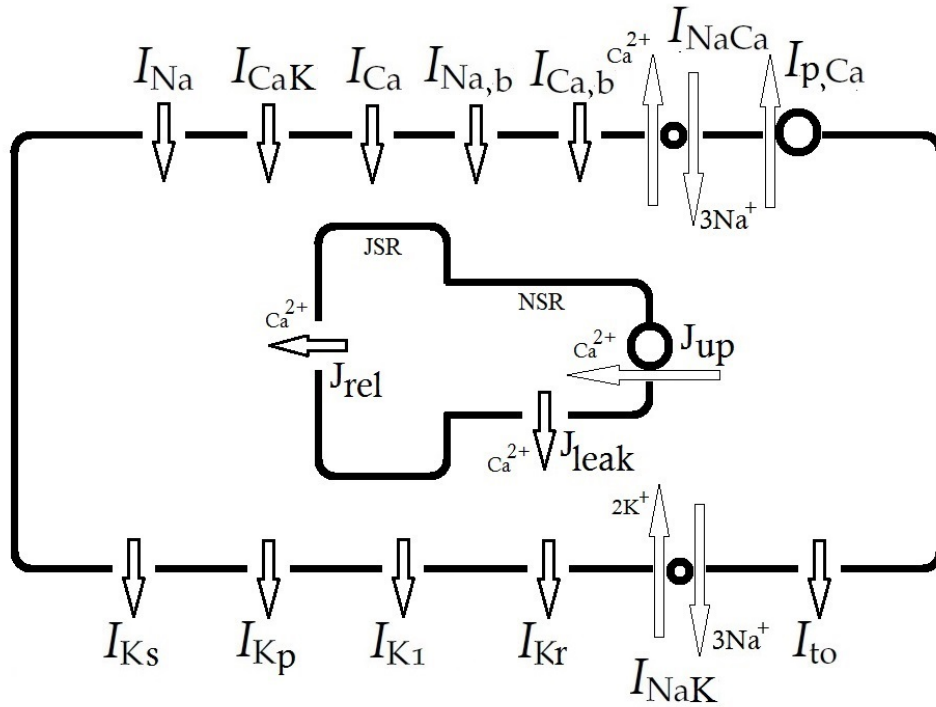 I_Na I_CaK I_Ca I_Na,b I_Ca,b Ca²⁺ I_NaCa I_p,Ca
3Na⁺
JSR
NSR
Ca²⁺ J_rel
Ca²⁺ J_up
Ca²⁺ J_leak
2K⁺
3Na⁺
I_Ks I_Kp I_K1 I_Kr I_NaK I_to